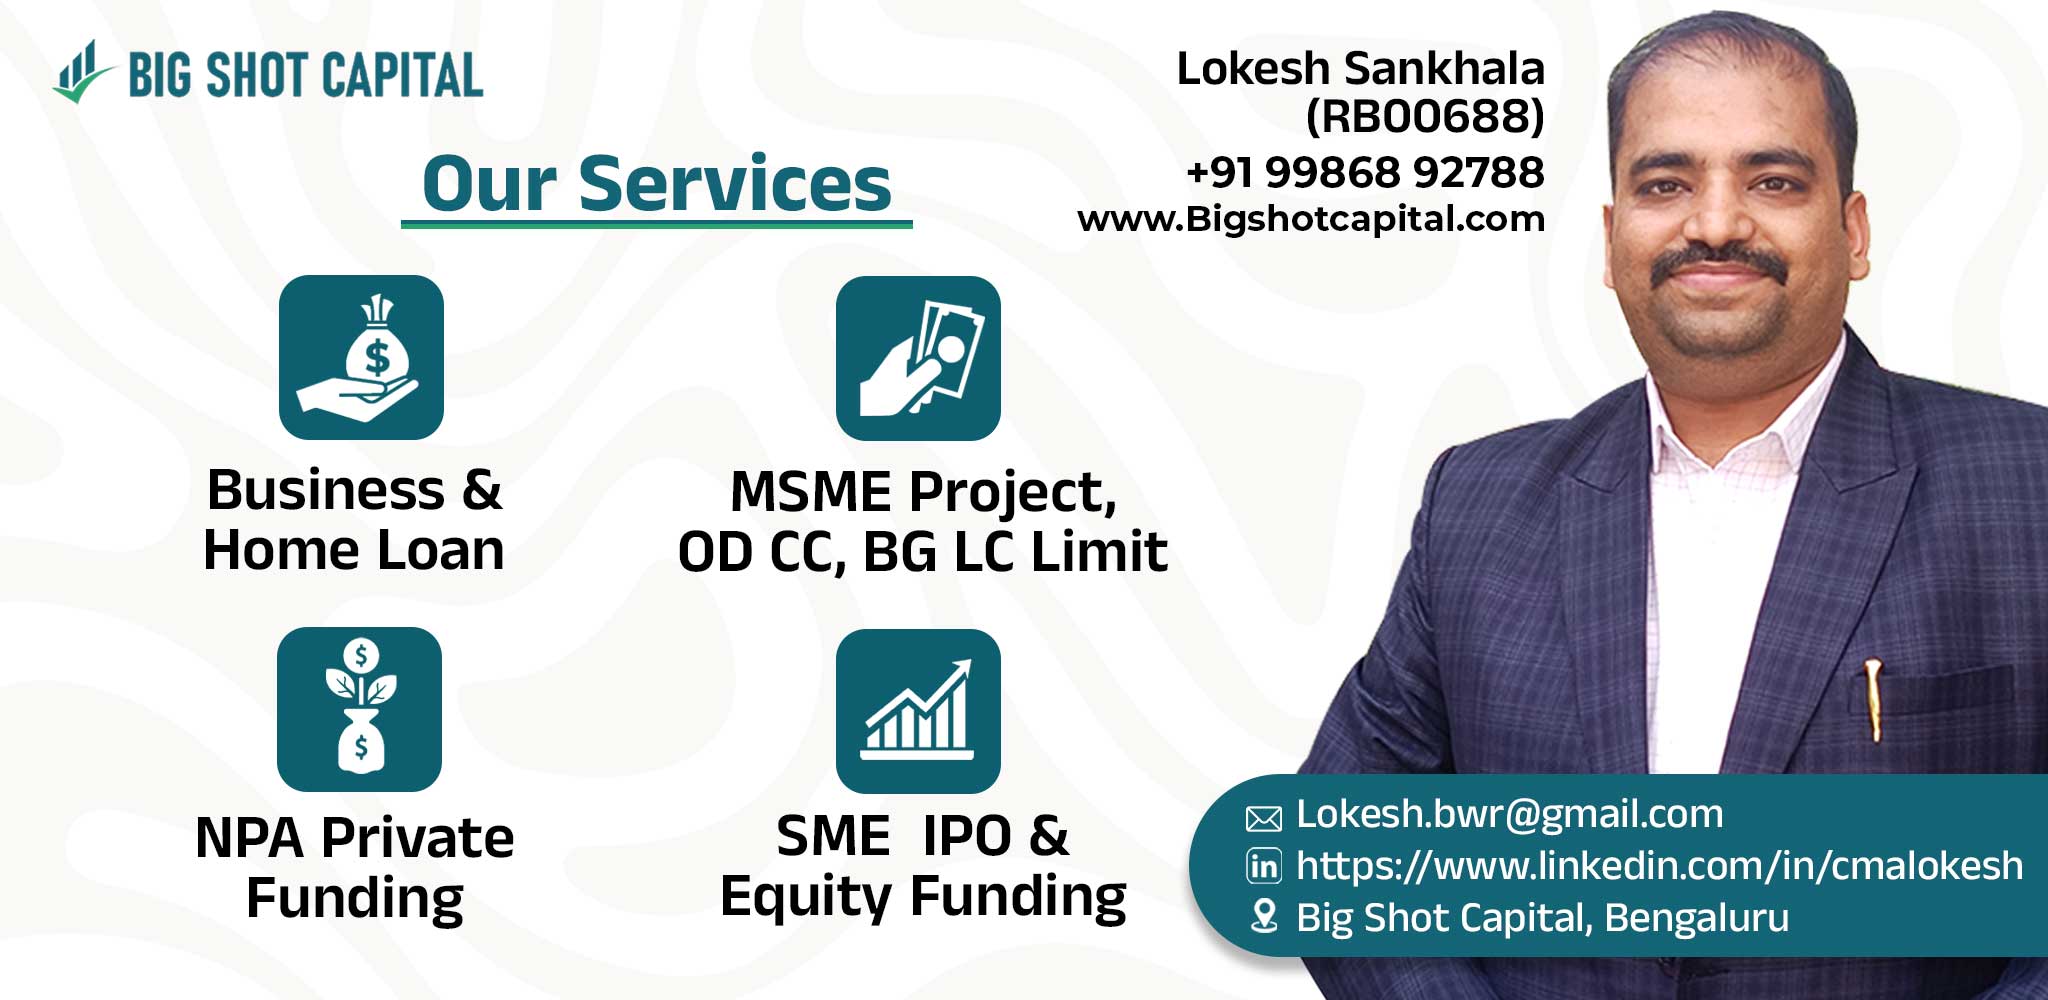 BIG SHOT CAPITAL
Lokesh Sankhala
(RB00688)
+91 99868 92788
www.Bigshotcapital.com
Our Services
Business &
Home Loan
MSME Project,
OD CC, BG LC Limit
NPA Private
Funding
SME IPO &
Equity Funding
Lokesh.bwr@gmail.com
in https://www.linkedin.com/in/cmalokesh
Big Shot Capital, Bengaluru